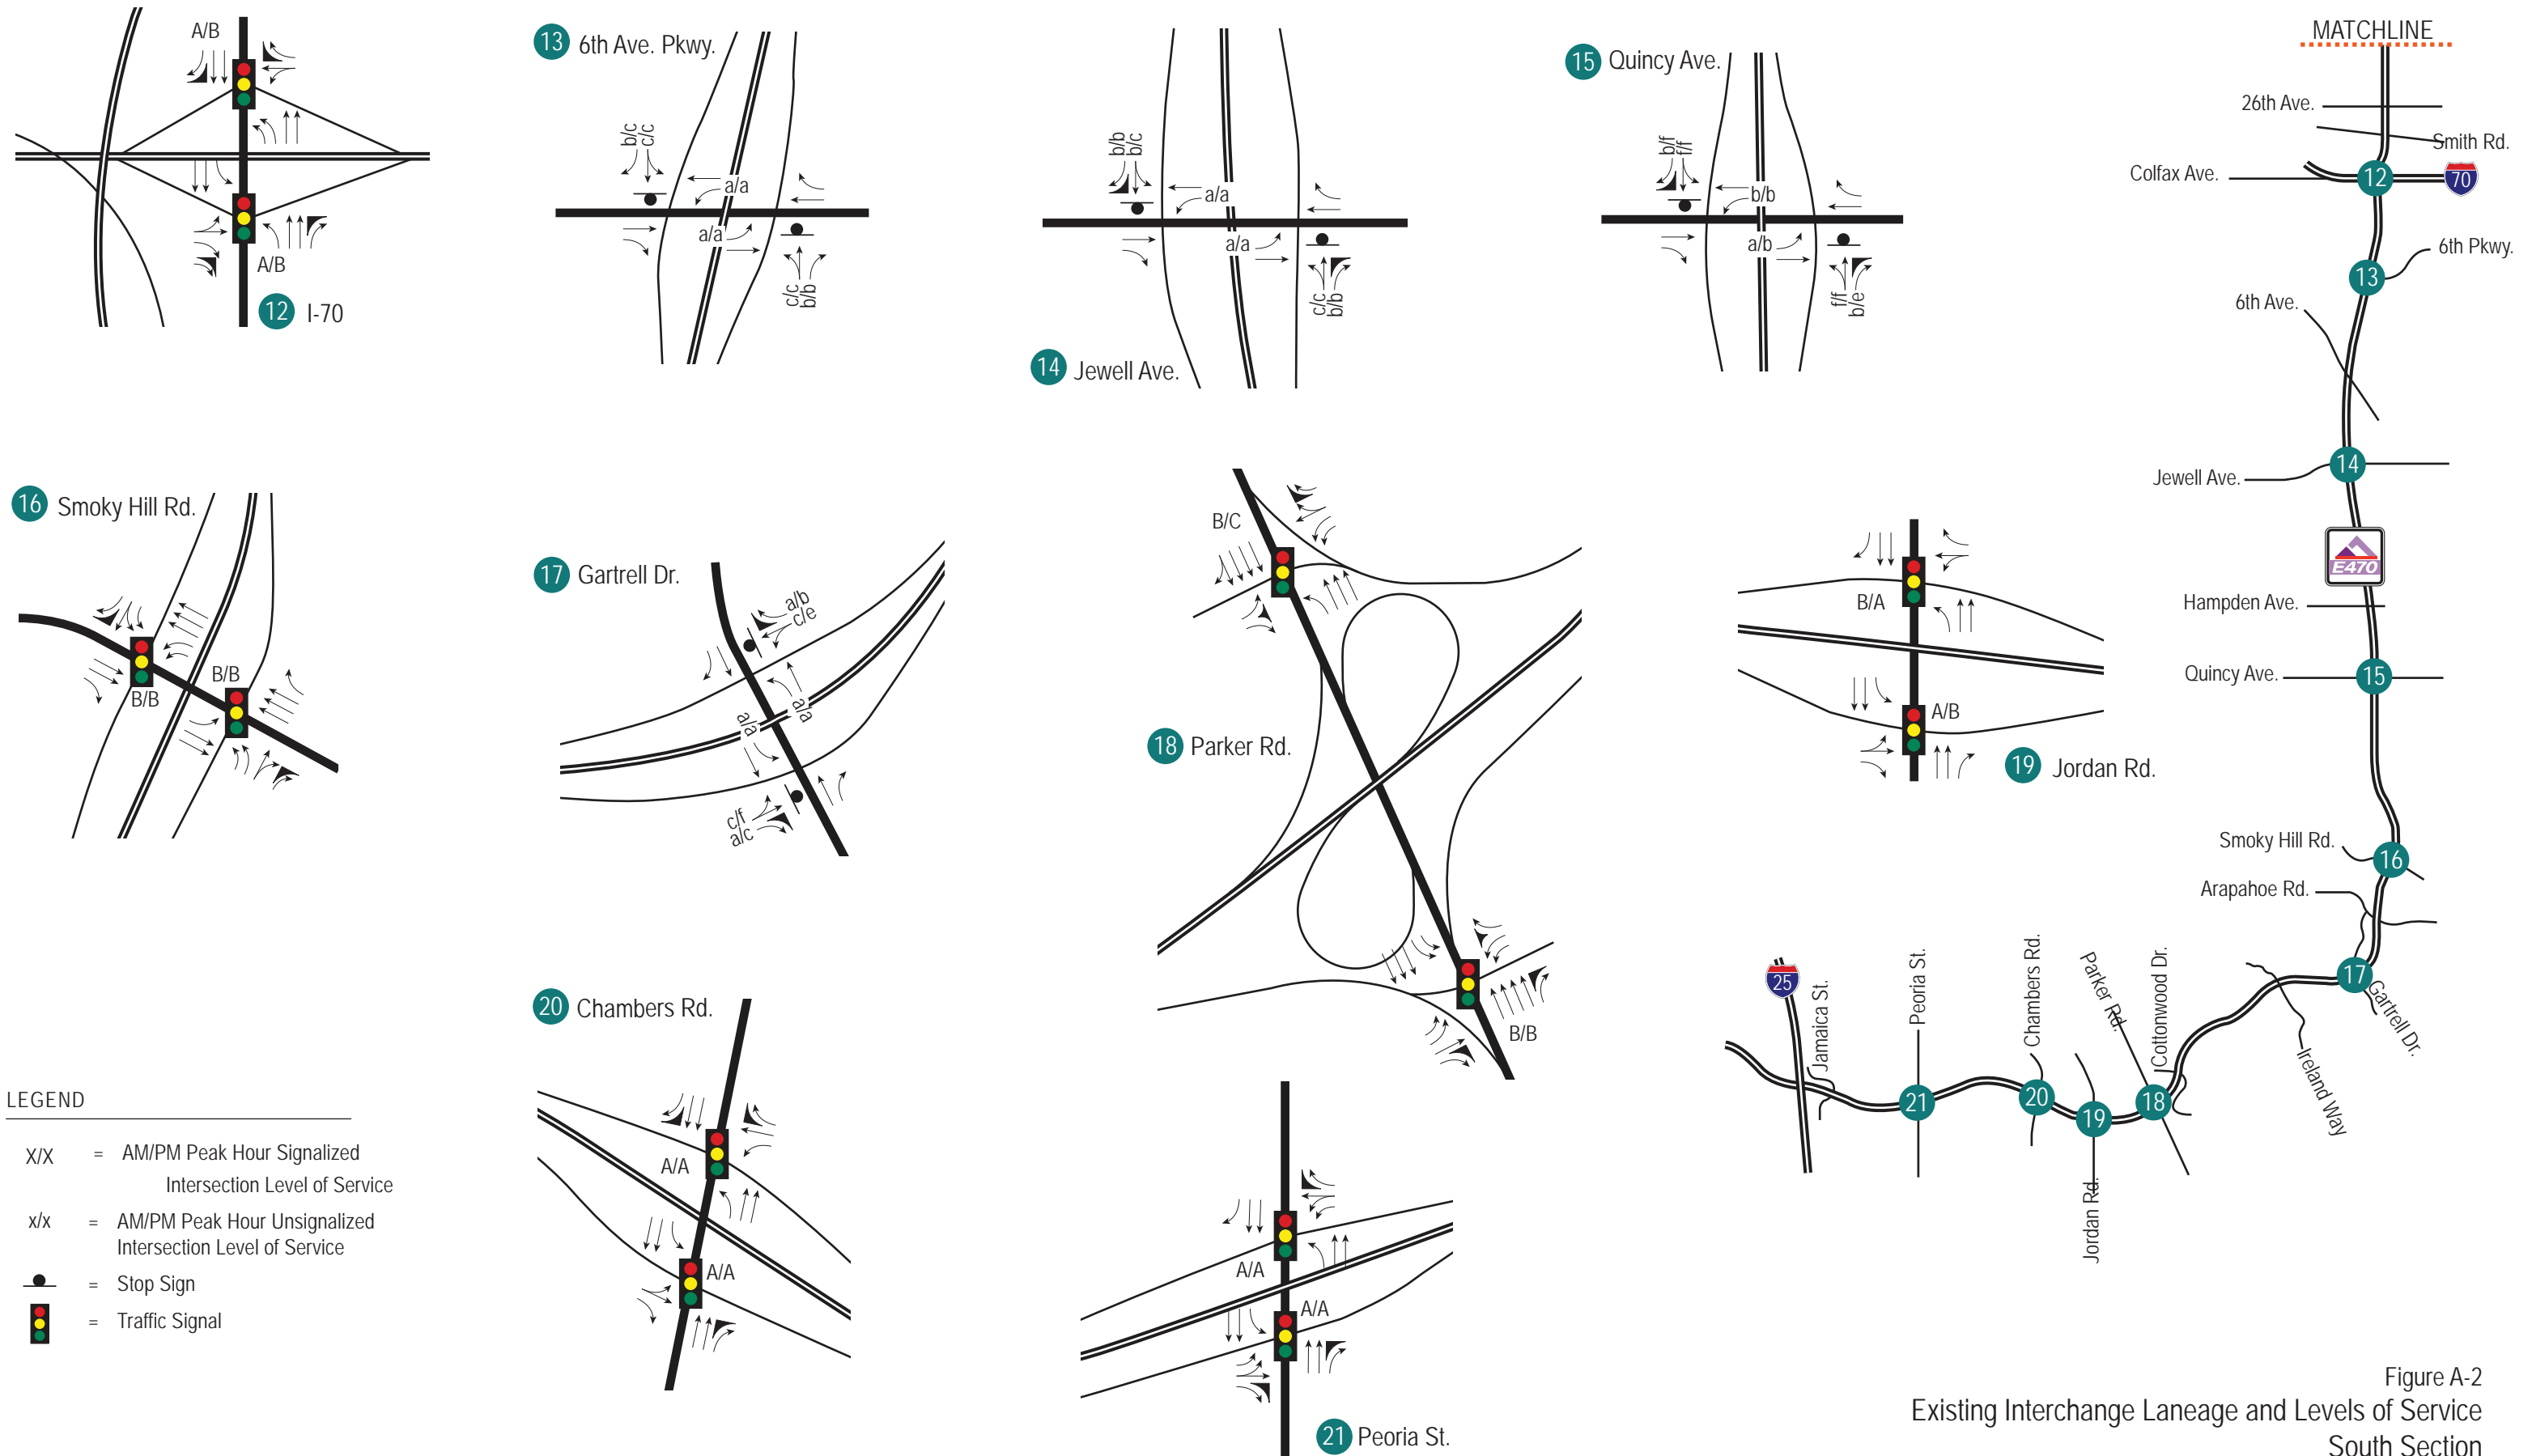 A/B
A/B
12 I-70
13 6th Ave. Pkwy.
b/c
c/c
a/a
a/a
c/c
b/b
b/b
b/c
a/a
a/a
c/c
b/b
14 Jewell Ave.
15 Quincy Ave.
b/f
f/f
b/b
a/b
f/f
b/e
16 Smoky Hill Rd.
B/B
B/B
17 Gartrell Dr.
a/b
c/e
a/a
a/a
c/f
a/c
B/C
18 Parker Rd.
B/B
B/A
A/B
19 Jordan Rd.
20 Chambers Rd.
A/A
A/A
A/A
A/A
21 Peoria St.
MATCHLINE
26th Ave.
Smith Rd.
Colfax Ave.
12
70
6th Pkwy.
13
6th Ave.
14
Jewell Ave.
E470
Hampden Ave.
Quincy Ave.
15
Smoky Hill Rd.
16
Arapahoe Rd.
17
Gartrell Dr.
Ireland Way
Cottonwood Dr.
Parker Rd.
18
19
Jordan Rd.
Chambers Rd.
20
Peoria St.
21
Jamaica St.
25
LEGEND
X/X = AM/PM Peak Hour Signalized
Intersection Level of Service
x/x = AM/PM Peak Hour Unsignalized
Intersection Level of Service
= Stop Sign
= Traffic Signal
Figure A-2
Existing Interchange Laneage and Levels of Service
South Section